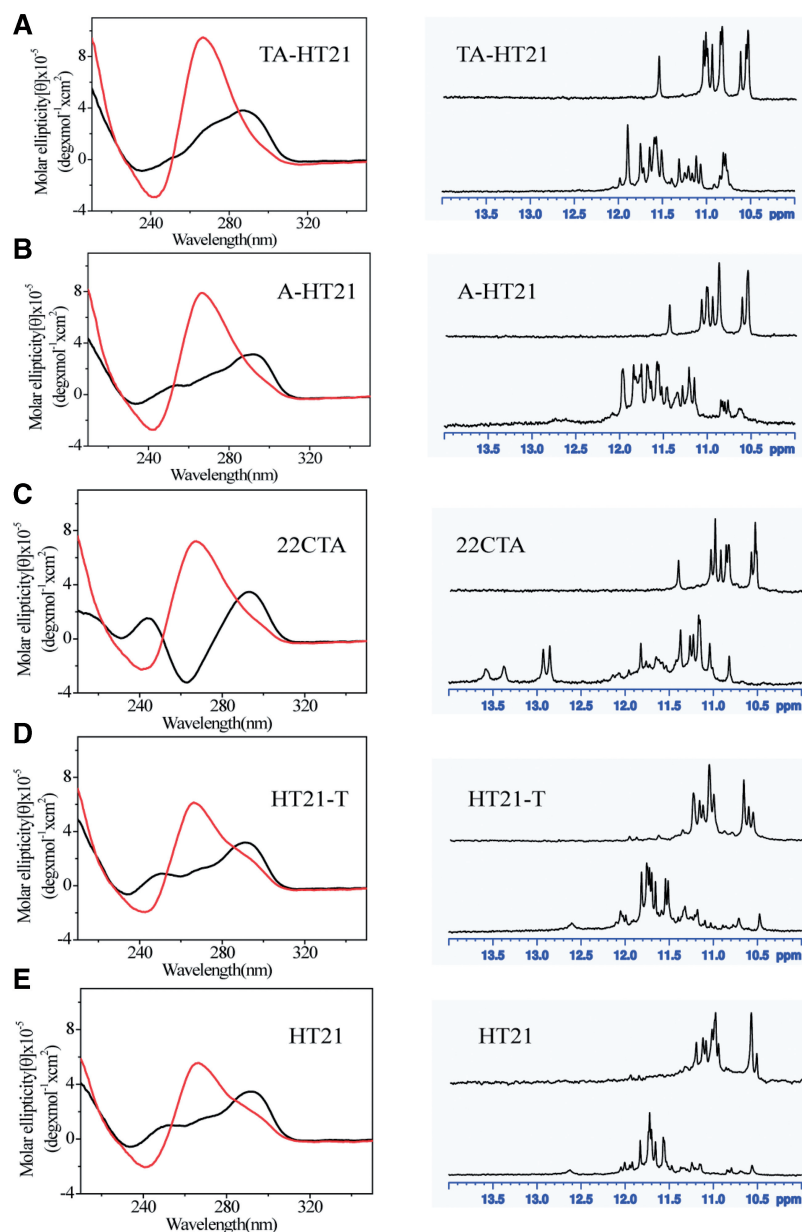 A
TA-HT21
Molar ellipticity[θ]x10⁻⁵
(degxmol⁻¹xcm²)
8
4
0
-4
240
280
320
Wavelength(nm)
TA-HT21
13.5 13.0 12.5 12.0 11.5 11.0 10.5 ppm
B
A-HT21
Molar ellipticity[θ]x10⁻⁵
(degxmol⁻¹xcm²)
8
4
0
-4
240
280
320
Wavelength(nm)
A-HT21
13.5 13.0 12.5 12.0 11.5 11.0 10.5 ppm
C
22CTA
Molar ellipticity[θ]x10⁻⁵
(degxmol⁻¹xcm²)
8
4
0
-4
240
280
320
Wavelength(nm)
22CTA
13.5 13.0 12.5 12.0 11.5 11.0 10.5 ppm
D
HT21-T
Molar ellipticity[θ]x10⁻⁵
(degxmol⁻¹xcm²)
8
4
0
-4
240
280
320
Wavelength(nm)
HT21-T
13.5 13.0 12.5 12.0 11.5 11.0 10.5 ppm
E
HT21
Molar ellipticity[θ]x10⁻⁵
(degxmol⁻¹xcm²)
8
4
0
-4
240
280
320
Wavelength(nm)
HT21
13.5 13.0 12.5 12.0 11.5 11.0 10.5 ppm